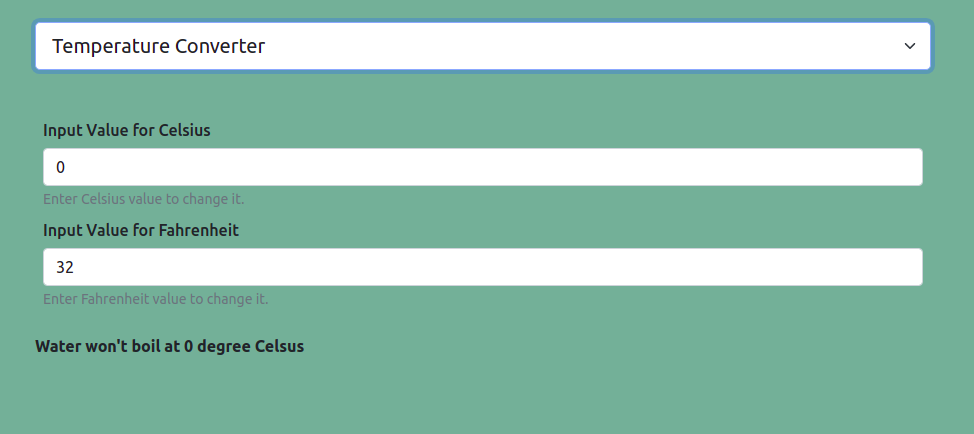 Temperature Converter
Input Value for Celsius
0
Enter Celsius value to change it.
Input Value for Fahrenheit
32
Enter Fahrenheit value to change it.
Water won't boil at 0 degree Celsus